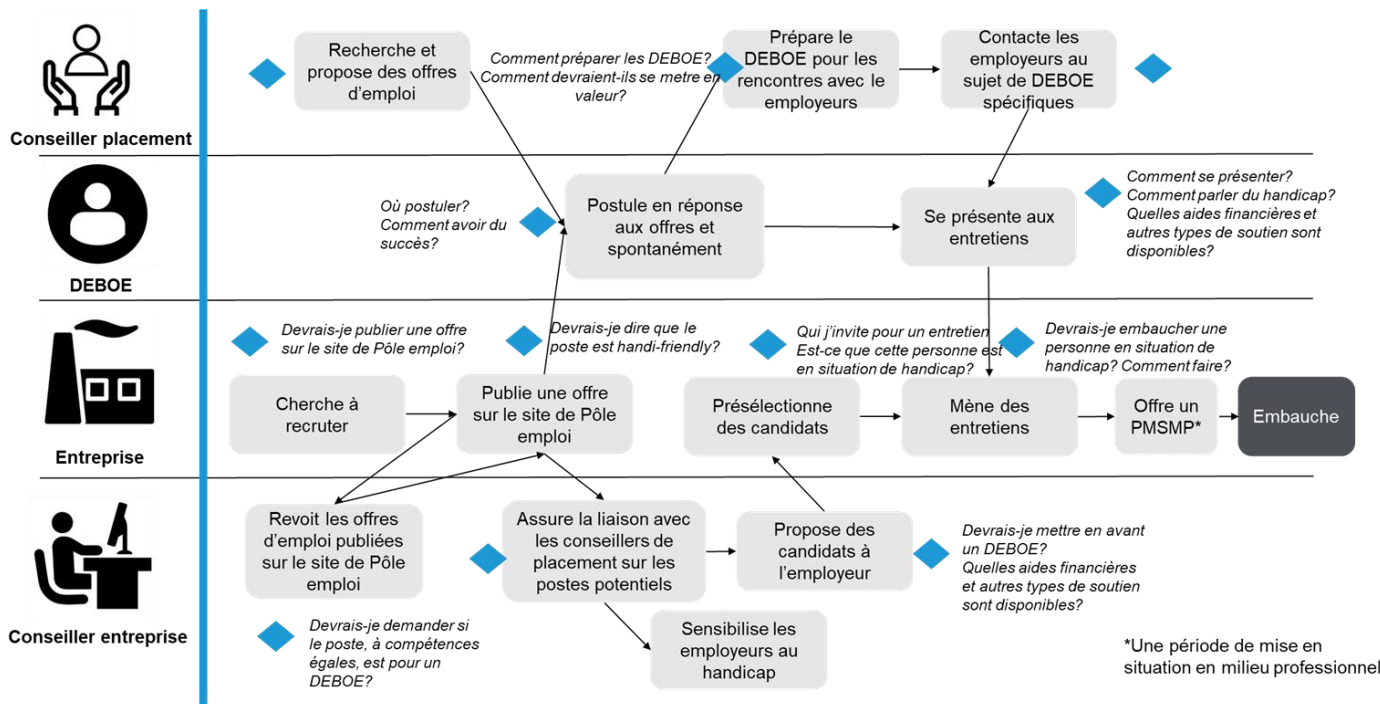 Recherche et
propose des offres
d'emploi
Comment préparer les DEBOE?
Comment devraient-ils se metre en
valeur?
Prépare le
DEBOE pour les
rencontres avec le
employeurs
Contacte les
employeurs au
sujet de DEBOE
spécifiques
Conseiller placement
Où postuler?
Comment avoir du
succès?
Postule en réponse
aux offres et
spontanément
Se présente aux
entretiens
Comment se présenter?
Comment parler du handicap?
Quelles aides financières et
autres types de soutien sont
disponibles?
DEBOE
Devrais-je publier une offre
sur le site de Pôle emploi?
Devrais-je dire que le
poste est handi-friendly?
Qui j'invite pour un entretien
Est-ce que cette personne est
en situation de handicap?
Devrais-je embaucher une
personne en situation de
handicap? Comment faire?
Cherche à
recruter
Publie une offre
sur le site de Pôle
emploi
Présélectionne
des candidats
Mène des
entretiens
Offre un
PMSMP*
Embauche
Entreprise
Revoit les offres
d'emploi publiées
sur le site de Pôle
emploi
Assure la liaison avec
les conseillers de
placement sur les
postes potentiels
Propose des
candidats à
l'employeur
Devrais-je mettre en avant
un DEBOE?
Quelles aides financières
et autres types de soutien
sont disponibles?
Conseiller entreprise
Devrais-je demander si
le poste, à compétences
égales, est pour un
DEBOE?
Sensibilise les
employeurs au
handicap
*Une période de mise en
situation en milieu professionnel